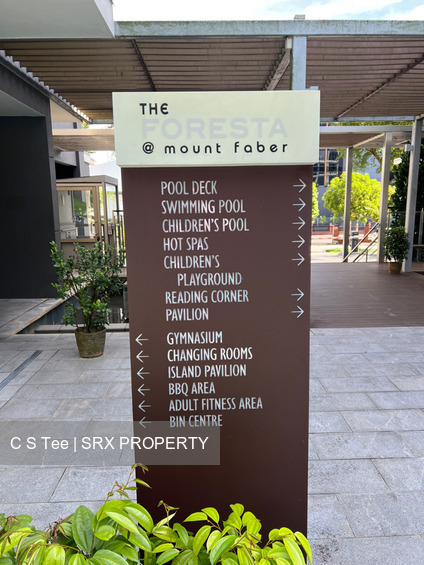 THE
FORESTA
@ mount faber
POOL DECK →
SWIMMING POOL →
CHILDREN'S POOL →
HOT SPAS →
CHILDREN'S →
PLAYGROUND
READING CORNER →
PAVILION →
← GYMNASIUM
← CHANGING ROOMS
← ISLAND PAVILION
← BBQ AREA
← ADULT FITNESS AREA
← BIN CENTRE
C S Tee | SRX PROPERTY